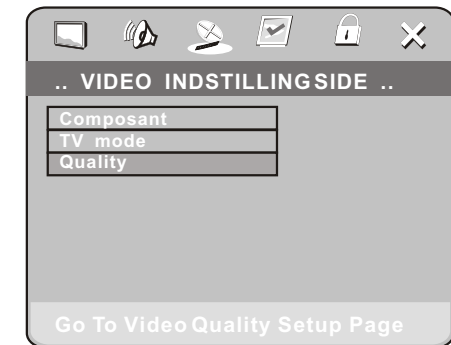 .. VIDEO INDSTILLINGSIDE ..
Composant
TV mode
Quality
Go To Video Quality Setup Page